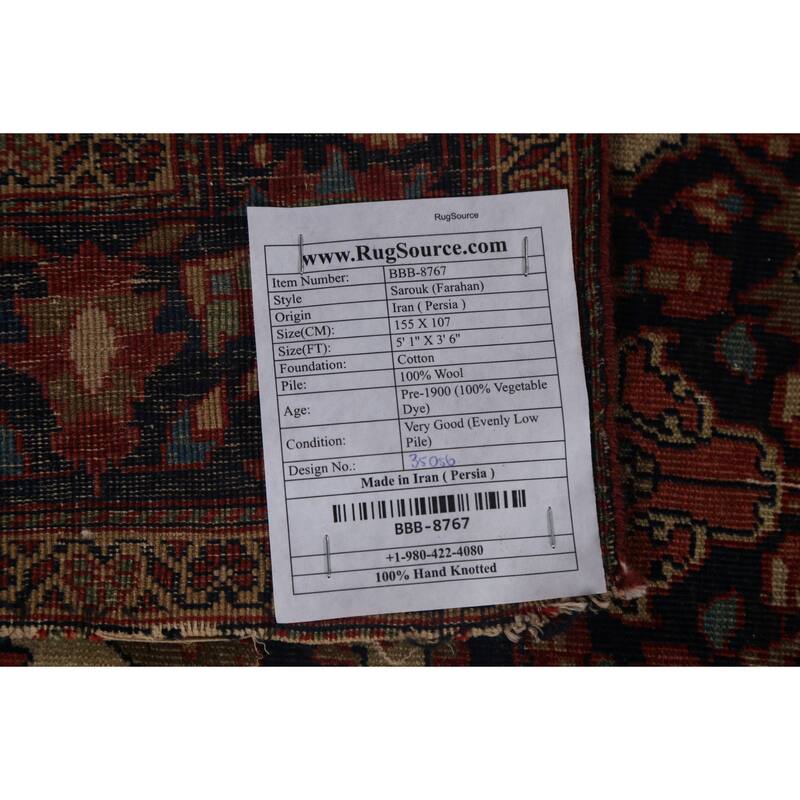 RugSource
www.RugSource.com
Item Number: BBB-8767
Style Sarouk (Farahan)
Origin Iran ( Persia )
Size(CM): 155 X 107
Size(FT): 5' 1" X 3' 6"
Foundation: Cotton
Pile: 100% Wool
Age: Pre-1900 (100% Vegetable
Dye)
Condition: Very Good (Evenly Low
Pile)
Design No.: 35056
Made in Iran ( Persia )
BBB-8767
+1-980-422-4080
100% Hand Knotted